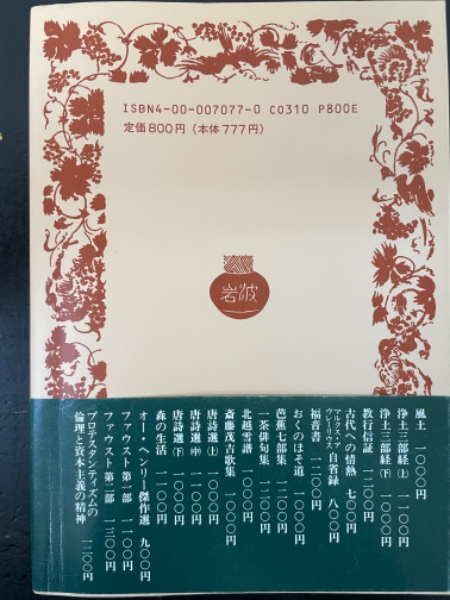 ISBN4-00-007077-0 C0310 P800E
定価800円（本体777円）
岩波
風土 一〇〇〇円
浄土三部経(上) 一一〇〇円
浄土三部経(下) 一〇〇〇円
教行信証 一二〇〇円
古代への情熱 七〇〇円
マルクス・アウレーリウス 自省録 八〇〇円
福音書 一二〇〇円
おくのほそ道 一〇〇〇円
芭蕉七部集 一二〇〇円
一茶俳句集 一二〇〇円
北越雪譜 一〇〇〇円
斎藤茂吉歌集 一〇〇〇円
唐詩選(上) 一〇〇〇円
唐詩選(中) 一〇〇〇円
唐詩選(下) 一〇〇〇円
森の生活 一一〇〇円
オー・ヘンリー傑作選 九〇〇円
ファウスト 第一部 一一〇〇円
ファウスト 第二部 一三〇〇円
プロテスタンティズムの
倫理と資本主義の精神 一二〇〇円